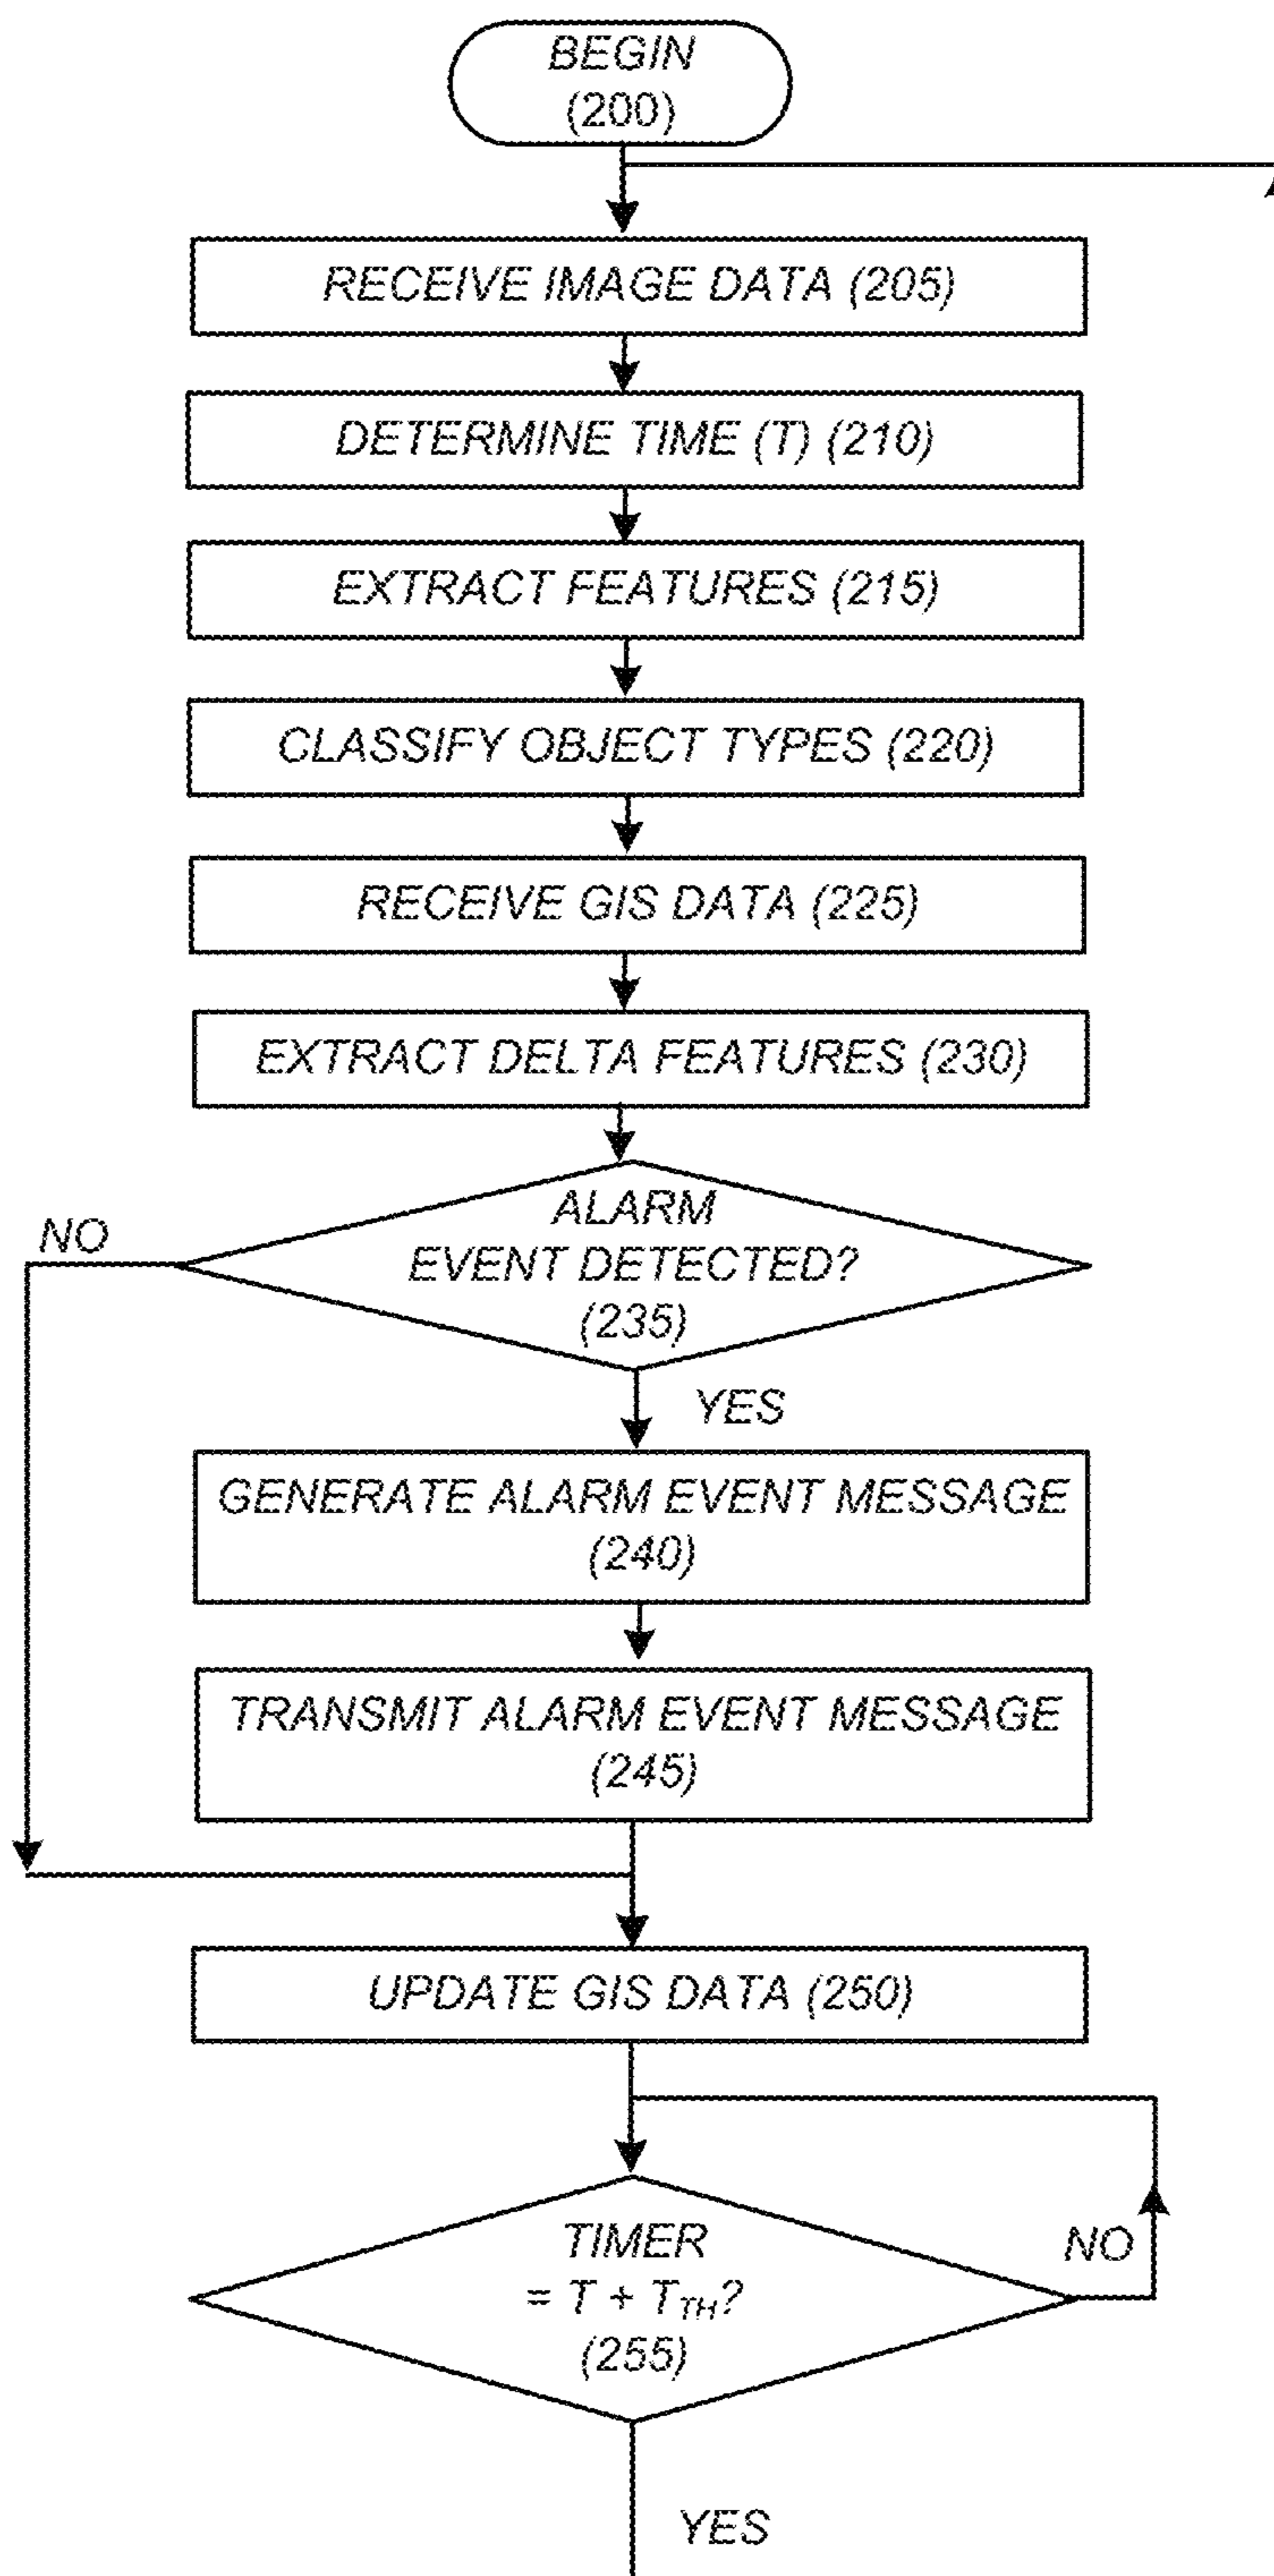 BEGIN
(200)
RECEIVE IMAGE DATA (205)
DETERMINE TIME (T) (210)
EXTRACT FEATURES (215)
CLASSIFY OBJECT TYPES (220)
RECEIVE GIS DATA (225)
EXTRACT DELTA FEATURES (230)
ALARM
EVENT DETECTED?
(235)
NO
YES
GENERATE ALARM EVENT MESSAGE
(240)
TRANSMIT ALARM EVENT MESSAGE
(245)
UPDATE GIS DATA (250)
TIMER
= T + TTH?
(255)
NO
YES